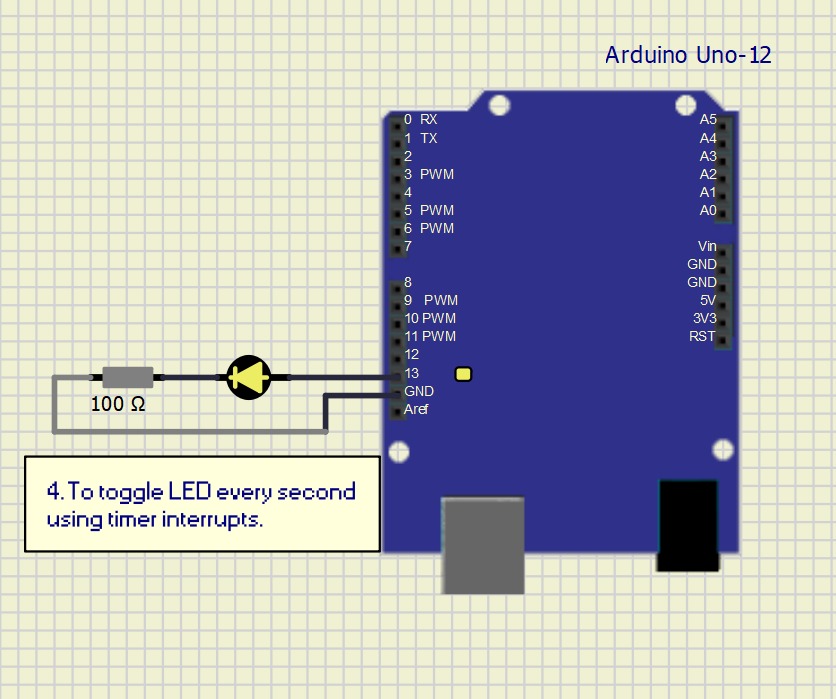 Arduino Uno-12
0 RX
1 TX
2
3 PWM
4
5 PWM
6 PWM
7
8
9 PWM
10 PWM
11 PWM
12
13
GND
Aref
A5
A4
A3
A2
A1
A0
Vin
GND
GND
5V
3V3
RST
100 Ω
4.To toggle LED every second
using timer interrupts.